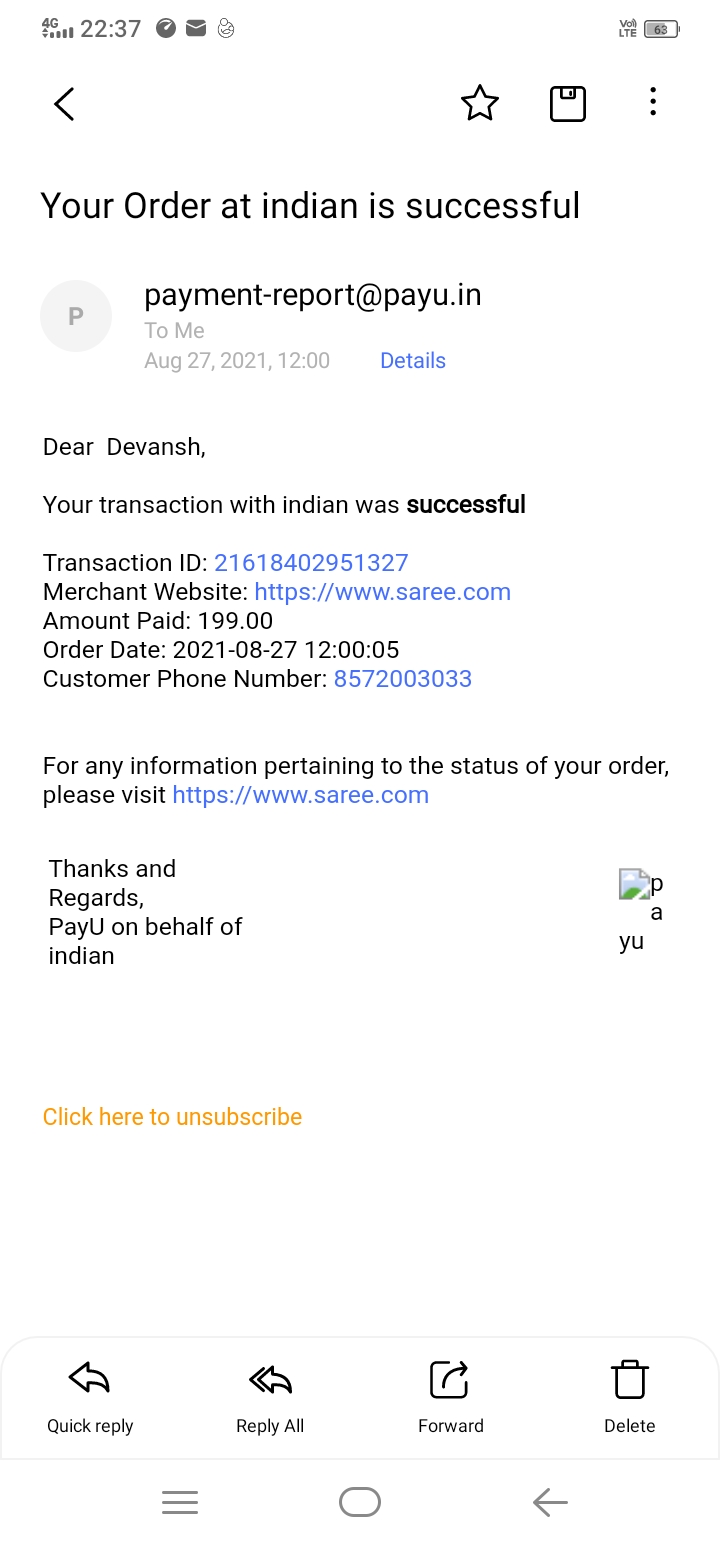 4G 22:37 Vo) LTE 63
Your Order at indian is successful
P
payment-report@payu.in
To Me
Aug 27, 2021, 12:00 Details
Dear Devansh,
Your transaction with indian was successful
Transaction ID: 21618402951327
Merchant Website: https://www.saree.com
Amount Paid: 199.00
Order Date: 2021-08-27 12:00:05
Customer Phone Number: 8572003033
For any information pertaining to the status of your order,
please visit https://www.saree.com
Thanks and
Regards,
PayU on behalf of
indian
p
a
yu
Click here to unsubscribe
Quick reply Reply All Forward Delete